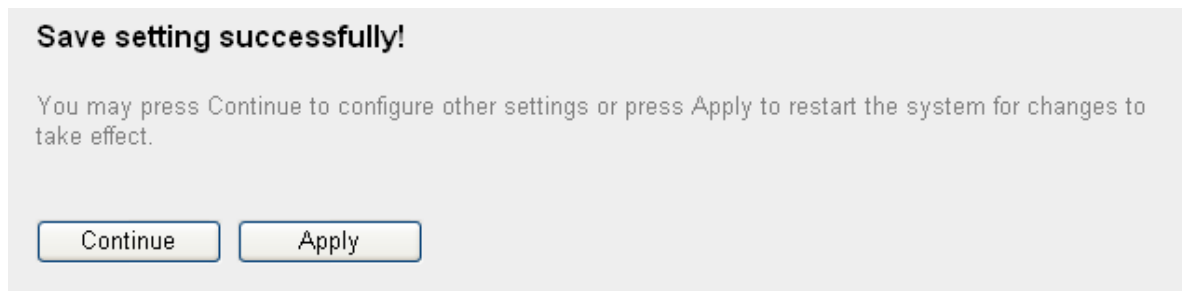 Save setting successfully!
You may press Continue to configure other settings or press Apply to restart the system for changes to
take effect.
Continue
Apply